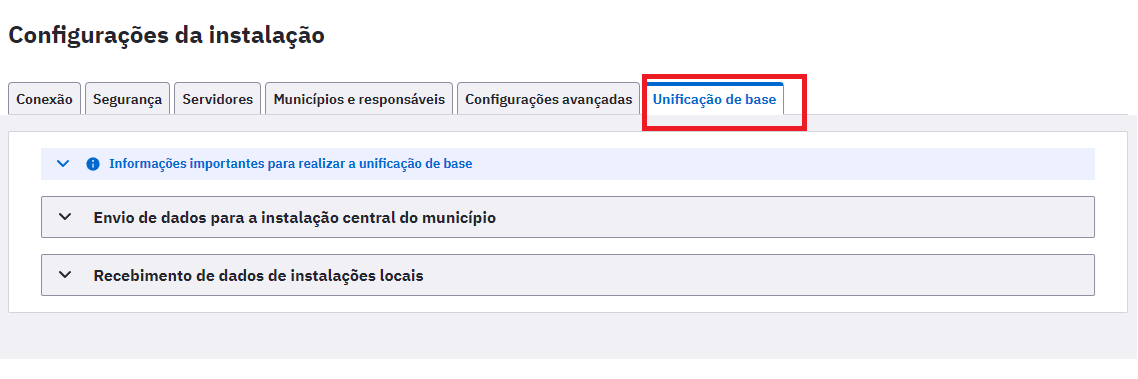 Configurações da instalação
Conexão Segurança Servidores Municípios e responsáveis Configurações avançadas Unificação de base
Informações importantes para realizar a unificação de base
Envio de dados para a instalação central do município
Recebimento de dados de instalações locais